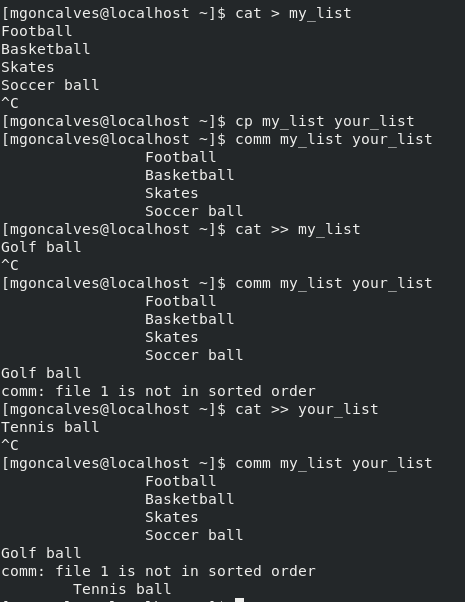 [mgoncalves@localhost ~]$ cat > my_list
Football
Basketball
Skates
Soccer ball
^C
[mgoncalves@localhost ~]$ cp my_list your_list
[mgoncalves@localhost ~]$ comm my_list your_list
                Football
                Basketball
                Skates
                Soccer ball
[mgoncalves@localhost ~]$ cat >> my_list
Golf ball
^C
[mgoncalves@localhost ~]$ comm my_list your_list
                Football
                Basketball
                Skates
                Soccer ball
Golf ball
comm: file 1 is not in sorted order
[mgoncalves@localhost ~]$ cat >> your_list
Tennis ball
^C
[mgoncalves@localhost ~]$ comm my_list your_list
                Football
                Basketball
                Skates
                Soccer ball
Golf ball
comm: file 1 is not in sorted order
        Tennis ball